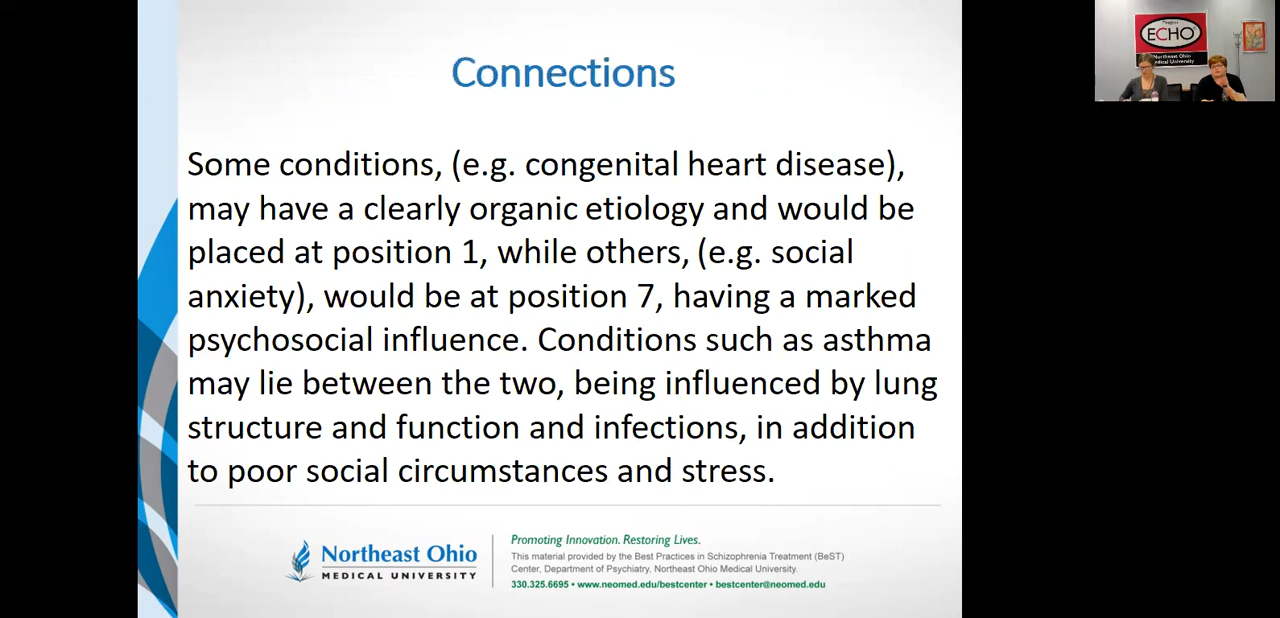 Connections
Some conditions, (e.g. congenital heart disease),
may have a clearly organic etiology and would be
placed at position 1, while others, (e.g. social
anxiety), would be at position 7, having a marked
psychosocial influence. Conditions such as asthma
may lie between the two, being influenced by lung
structure and function and infections, in addition
to poor social circumstances and stress.
Northeast Ohio
MEDICAL UNIVERSITY
Promoting Innovation. Restoring Lives.
This material provided by the Best Practices in Schizophrenia Treatment (BeST)
Center, Department of Psychiatry, Northeast Ohio Medical University.
330.325.6695 • www.neomed.edu/bestcenter • bestcenter@neomed.edu
Project
ECHO
Northeast Ohio
Medical University